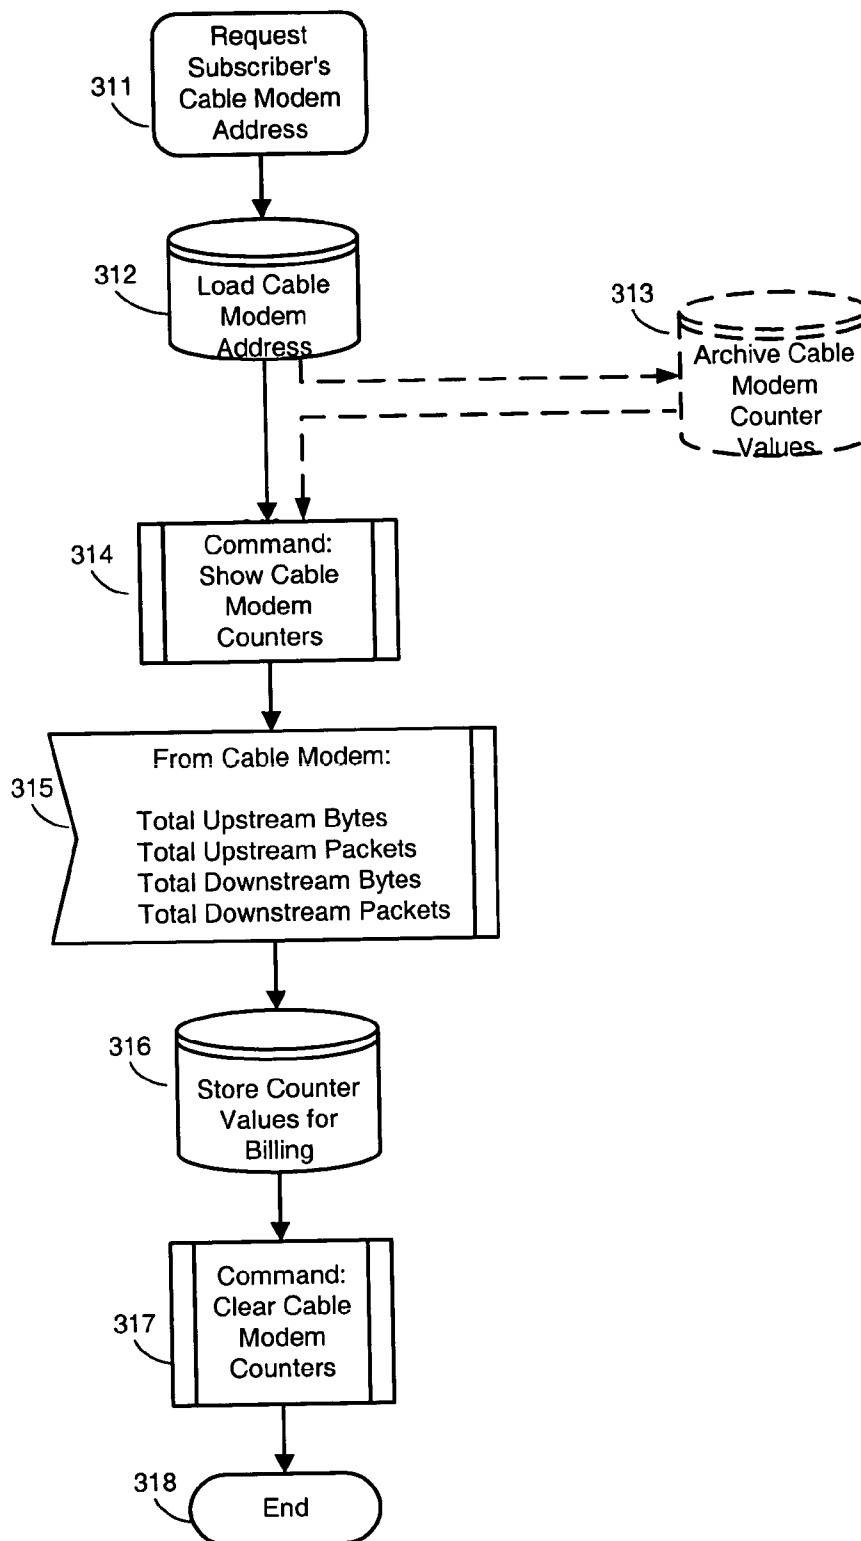 311
Request
Subscriber's
Cable Modem
Address
312
Load Cable
Modem
Address
313
Archive Cable
Modem
Counter
Values
314
Command:
Show Cable
Modem
Counters
315
From Cable Modem:
Total Upstream Bytes
Total Upstream Packets
Total Downstream Bytes
Total Downstream Packets
316
Store Counter
Values for
Billing
317
Command:
Clear Cable
Modem
Counters
318
End